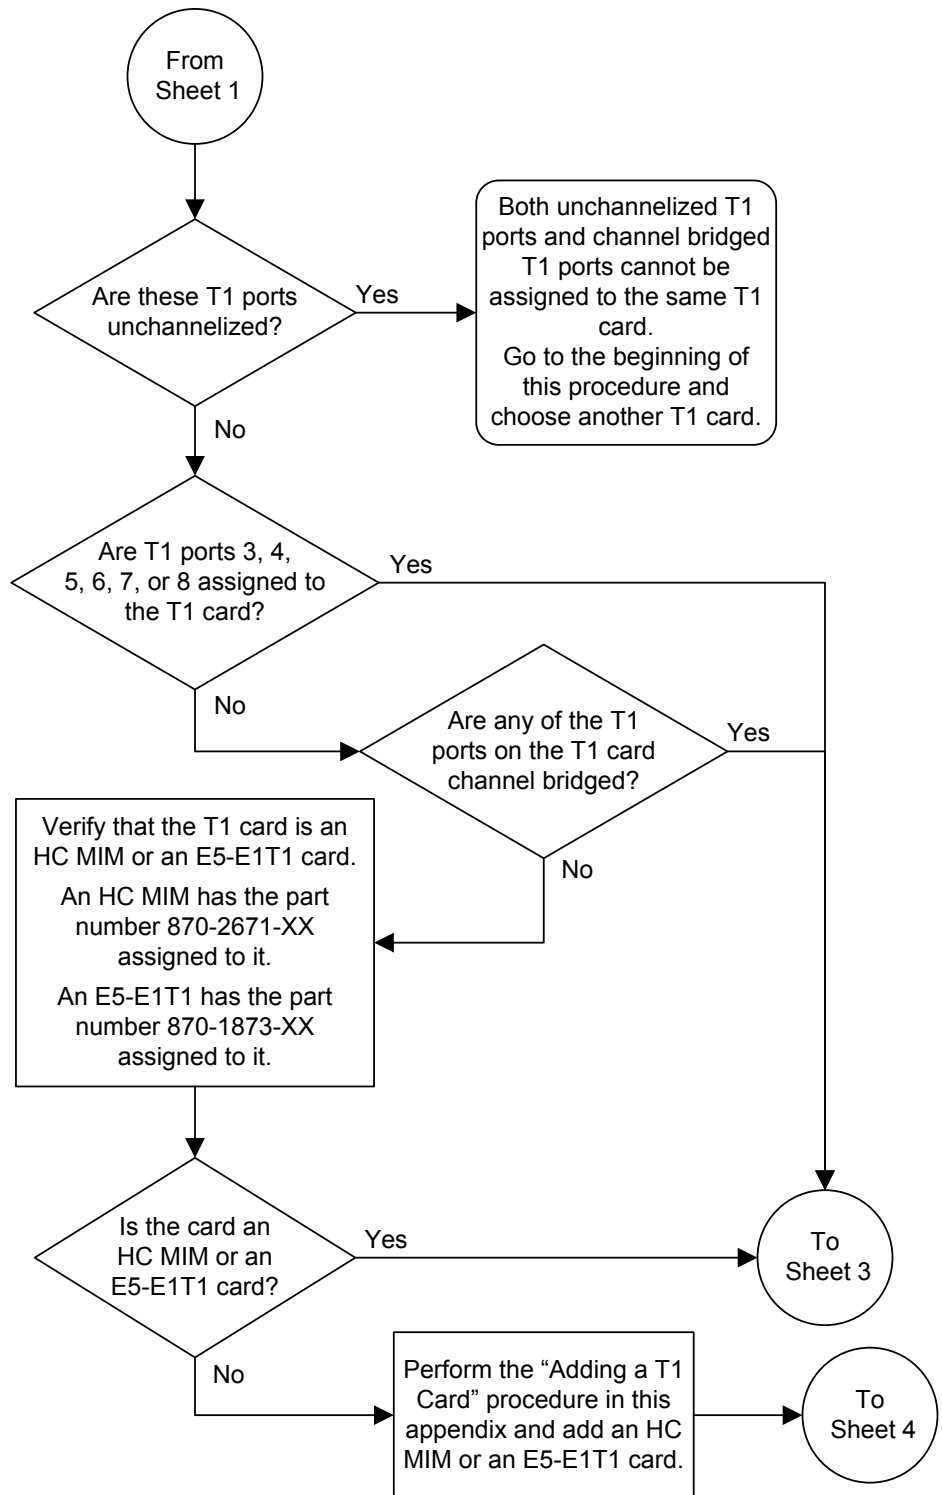 From
Sheet 1
Are these T1 ports
unchannelized?
Yes
Both unchannelized T1
ports and channel bridged
T1 ports cannot be
assigned to the same T1
card.
Go to the beginning of
this procedure and
choose another T1 card.
No
Are T1 ports 3, 4,
5, 6, 7, or 8 assigned to
the T1 card?
Yes
No
Are any of the T1
ports on the T1 card
channel bridged?
Yes
No
Verify that the T1 card is an
HC MIM or an E5-E1T1 card.
An HC MIM has the part
number 870-2671-XX
assigned to it.
An E5-E1T1 has the part
number 870-1873-XX
assigned to it.
Is the card an
HC MIM or an
E5-E1T1 card?
Yes
To
Sheet 3
No
Perform the “Adding a T1
Card” procedure in this
appendix and add an HC
MIM or an E5-E1T1 card.
To
Sheet 4